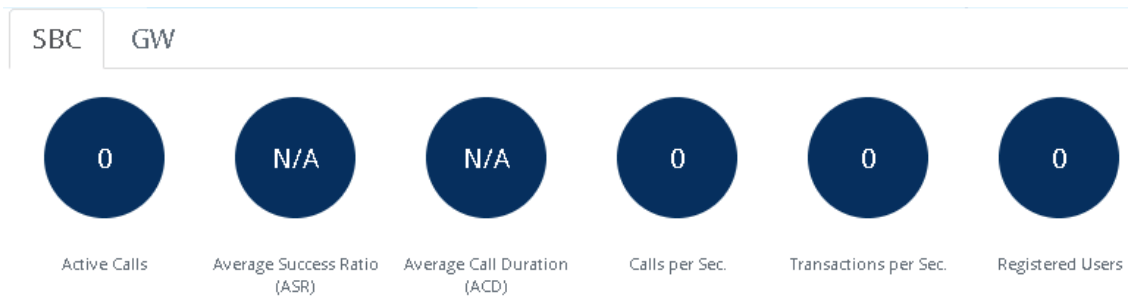 SBC GW
0 N/A N/A 0 0 0
Active Calls Average Success Ratio Average Call Duration Calls per Sec. Transactions per Sec. Registered Users
(ASR) (ACD)